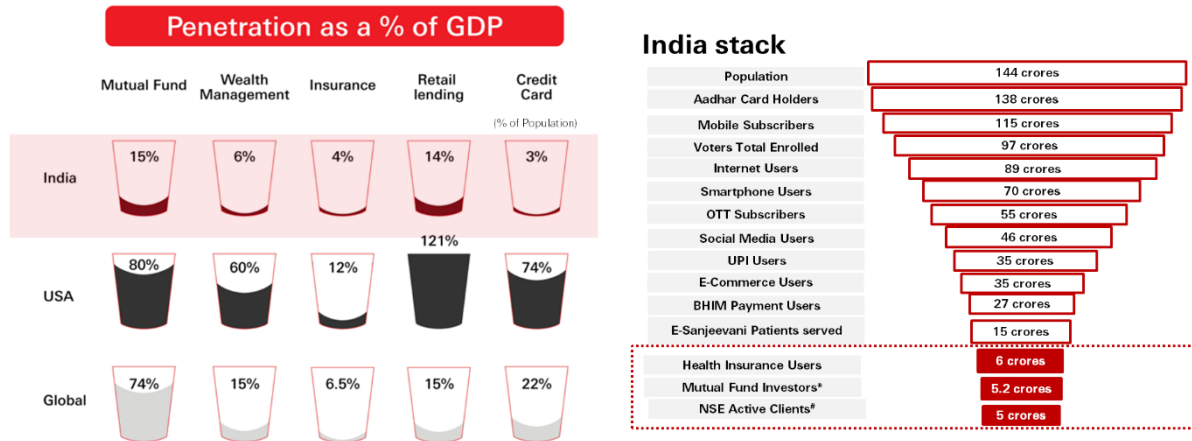 Penetration as a % of GDP
Mutual Fund
Wealth
Management
Insurance
Retail
lending
Credit
Card
(% of Population)
India
15%
6%
4%
14%
3%
USA
80%
60%
12%
121%
74%
Global
74%
15%
6.5%
15%
22%
India stack
Population
144 crores
Aadhar Card Holders
138 crores
Mobile Subscribers
115 crores
Voters Total Enrolled
97 crores
Internet Users
89 crores
Smartphone Users
70 crores
OTT Subscribers
55 crores
Social Media Users
46 crores
UPI Users
35 crores
E-Commerce Users
35 crores
BHIM Payment Users
27 crores
E-Sanjeevani Patients served
15 crores
Health Insurance Users
6 crores
Mutual Fund Investors*
5.2 crores
NSE Active Clients#
5 crores